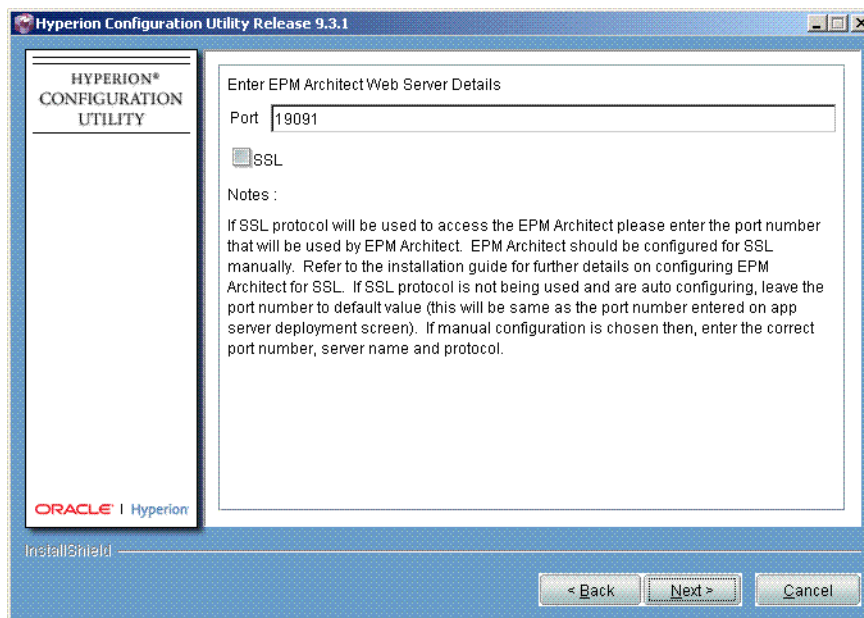 Hyperion Configuration Utility Release 9.3.1
HYPERION®
CONFIGURATION
UTILITY
Enter EPM Architect Web Server Details
Port 19091
SSL
Notes :
If SSL protocol will be used to access the EPM Architect please enter the port number
that will be used by EPM Architect. EPM Architect should be configured for SSL
manually. Refer to the installation guide for further details on configuring EPM
Architect for SSL. If SSL protocol is not being used and are auto configuring, leave the
port number to default value (this will be same as the port number entered on app
server deployment screen). If manual configuration is chosen then, enter the correct
port number, server name and protocol.
ORACLE | Hyperion
InstallShield
< Back Next > Cancel